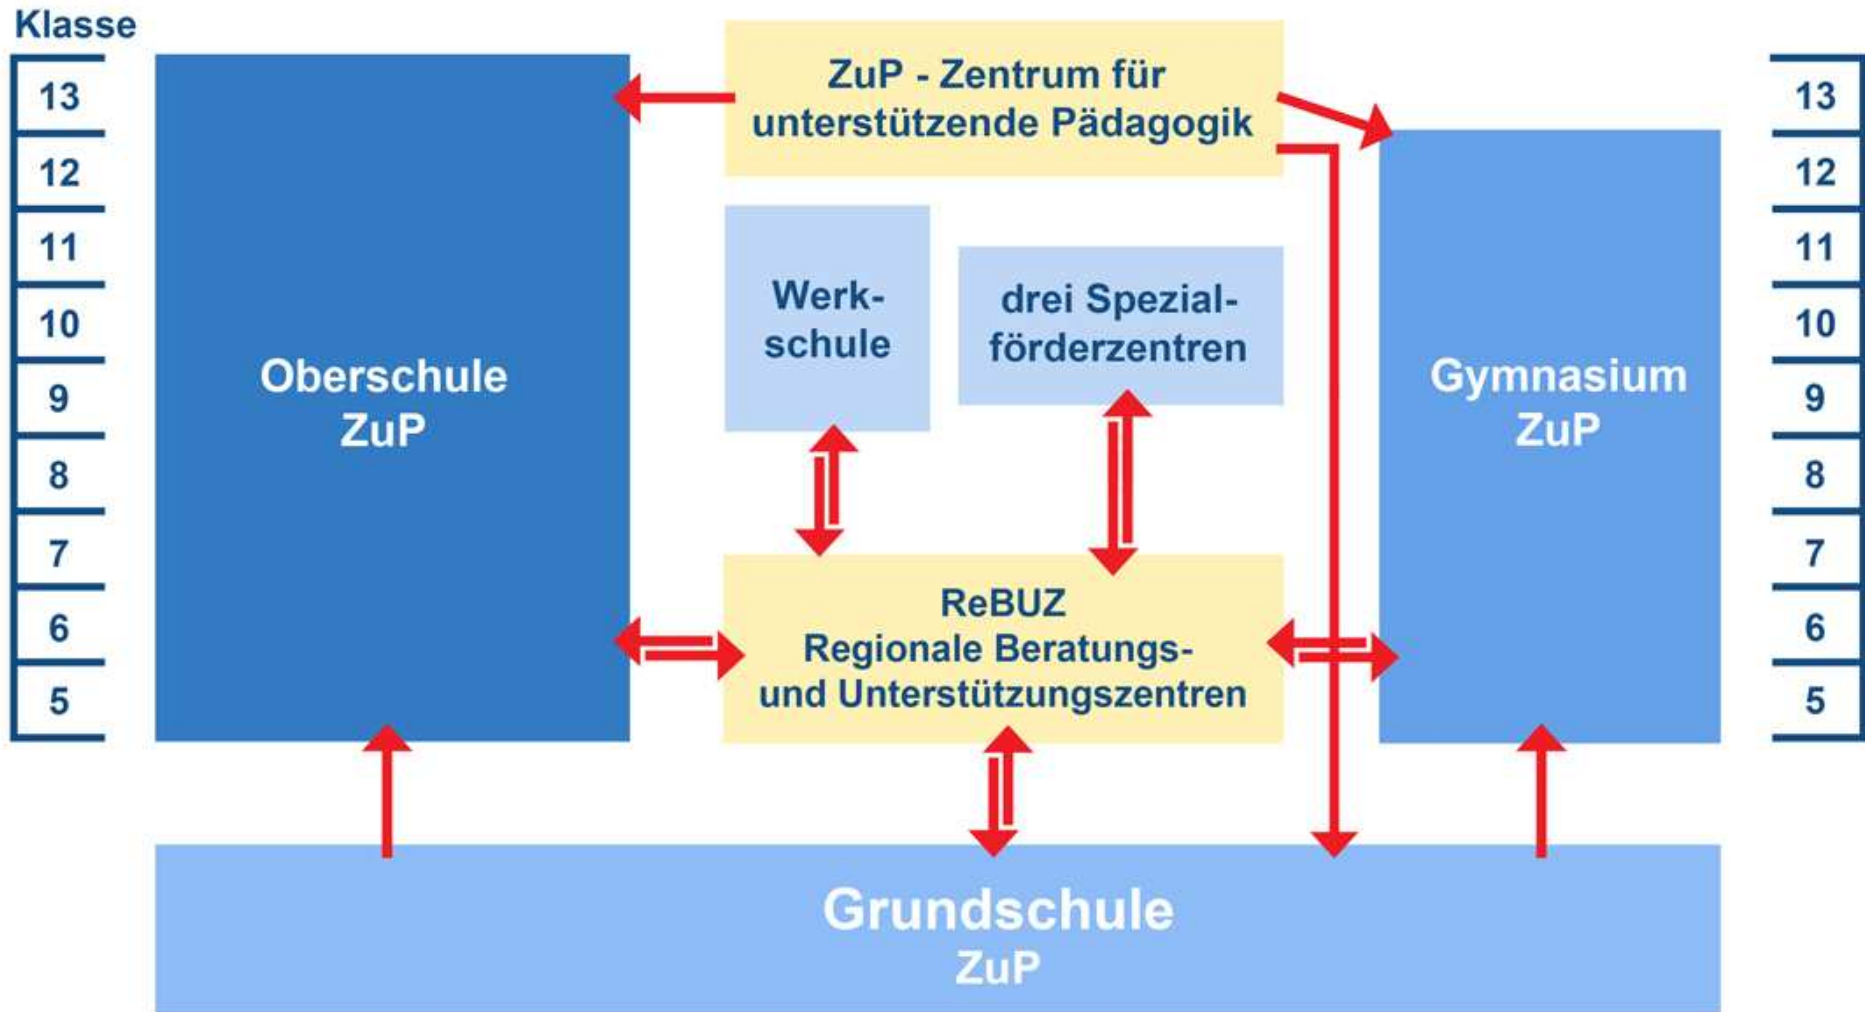 Klasse
13
12
11
10
9
8
7
6
5
Oberschule
ZuP
ZuP - Zentrum für
unterstützende Pädagogik
Werk-
schule
drei Spezial-
förderzentren
ReBUZ
Regionale Beratungs-
und Unterstützungszentren
Gymnasium
ZuP
13
12
11
10
9
8
7
6
5
Grundschule
ZuP